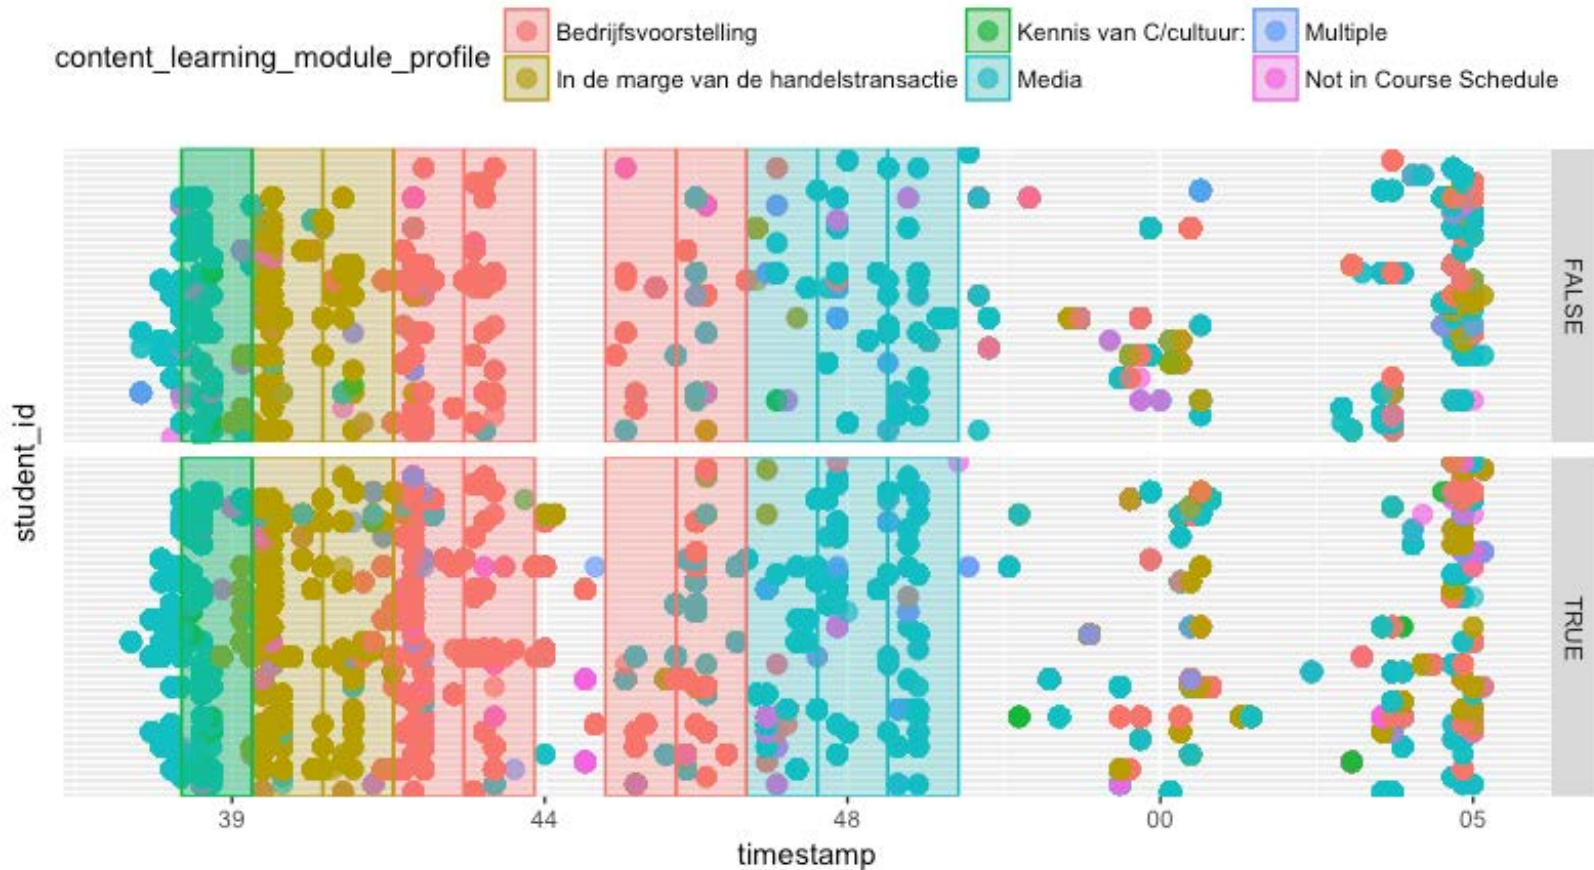 content_learning_module_profile
Bedrijfsvoorstelling
In de marge van de handelstransactie
Kennis van C/cultuur:
Media
Multiple
Not in Course Schedule
student_id
FALSE
TRUE
39 44 48 00 05
timestamp